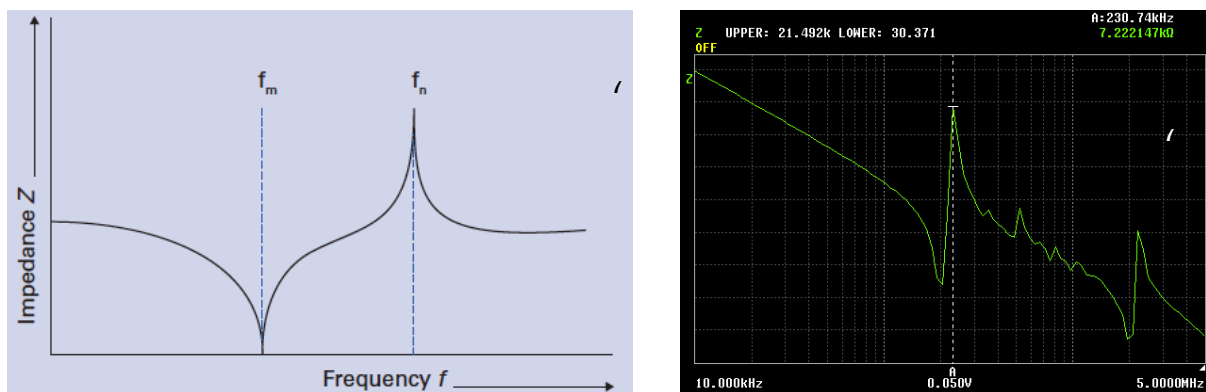 fm
fn
Impedance Z
Frequency f
A:230.74kHz
Z UPPER: 21.492k LOWER: 30.371 7.222147kΩ
OFF
Z
A
10.000kHz 0.050V 5.0000MHz